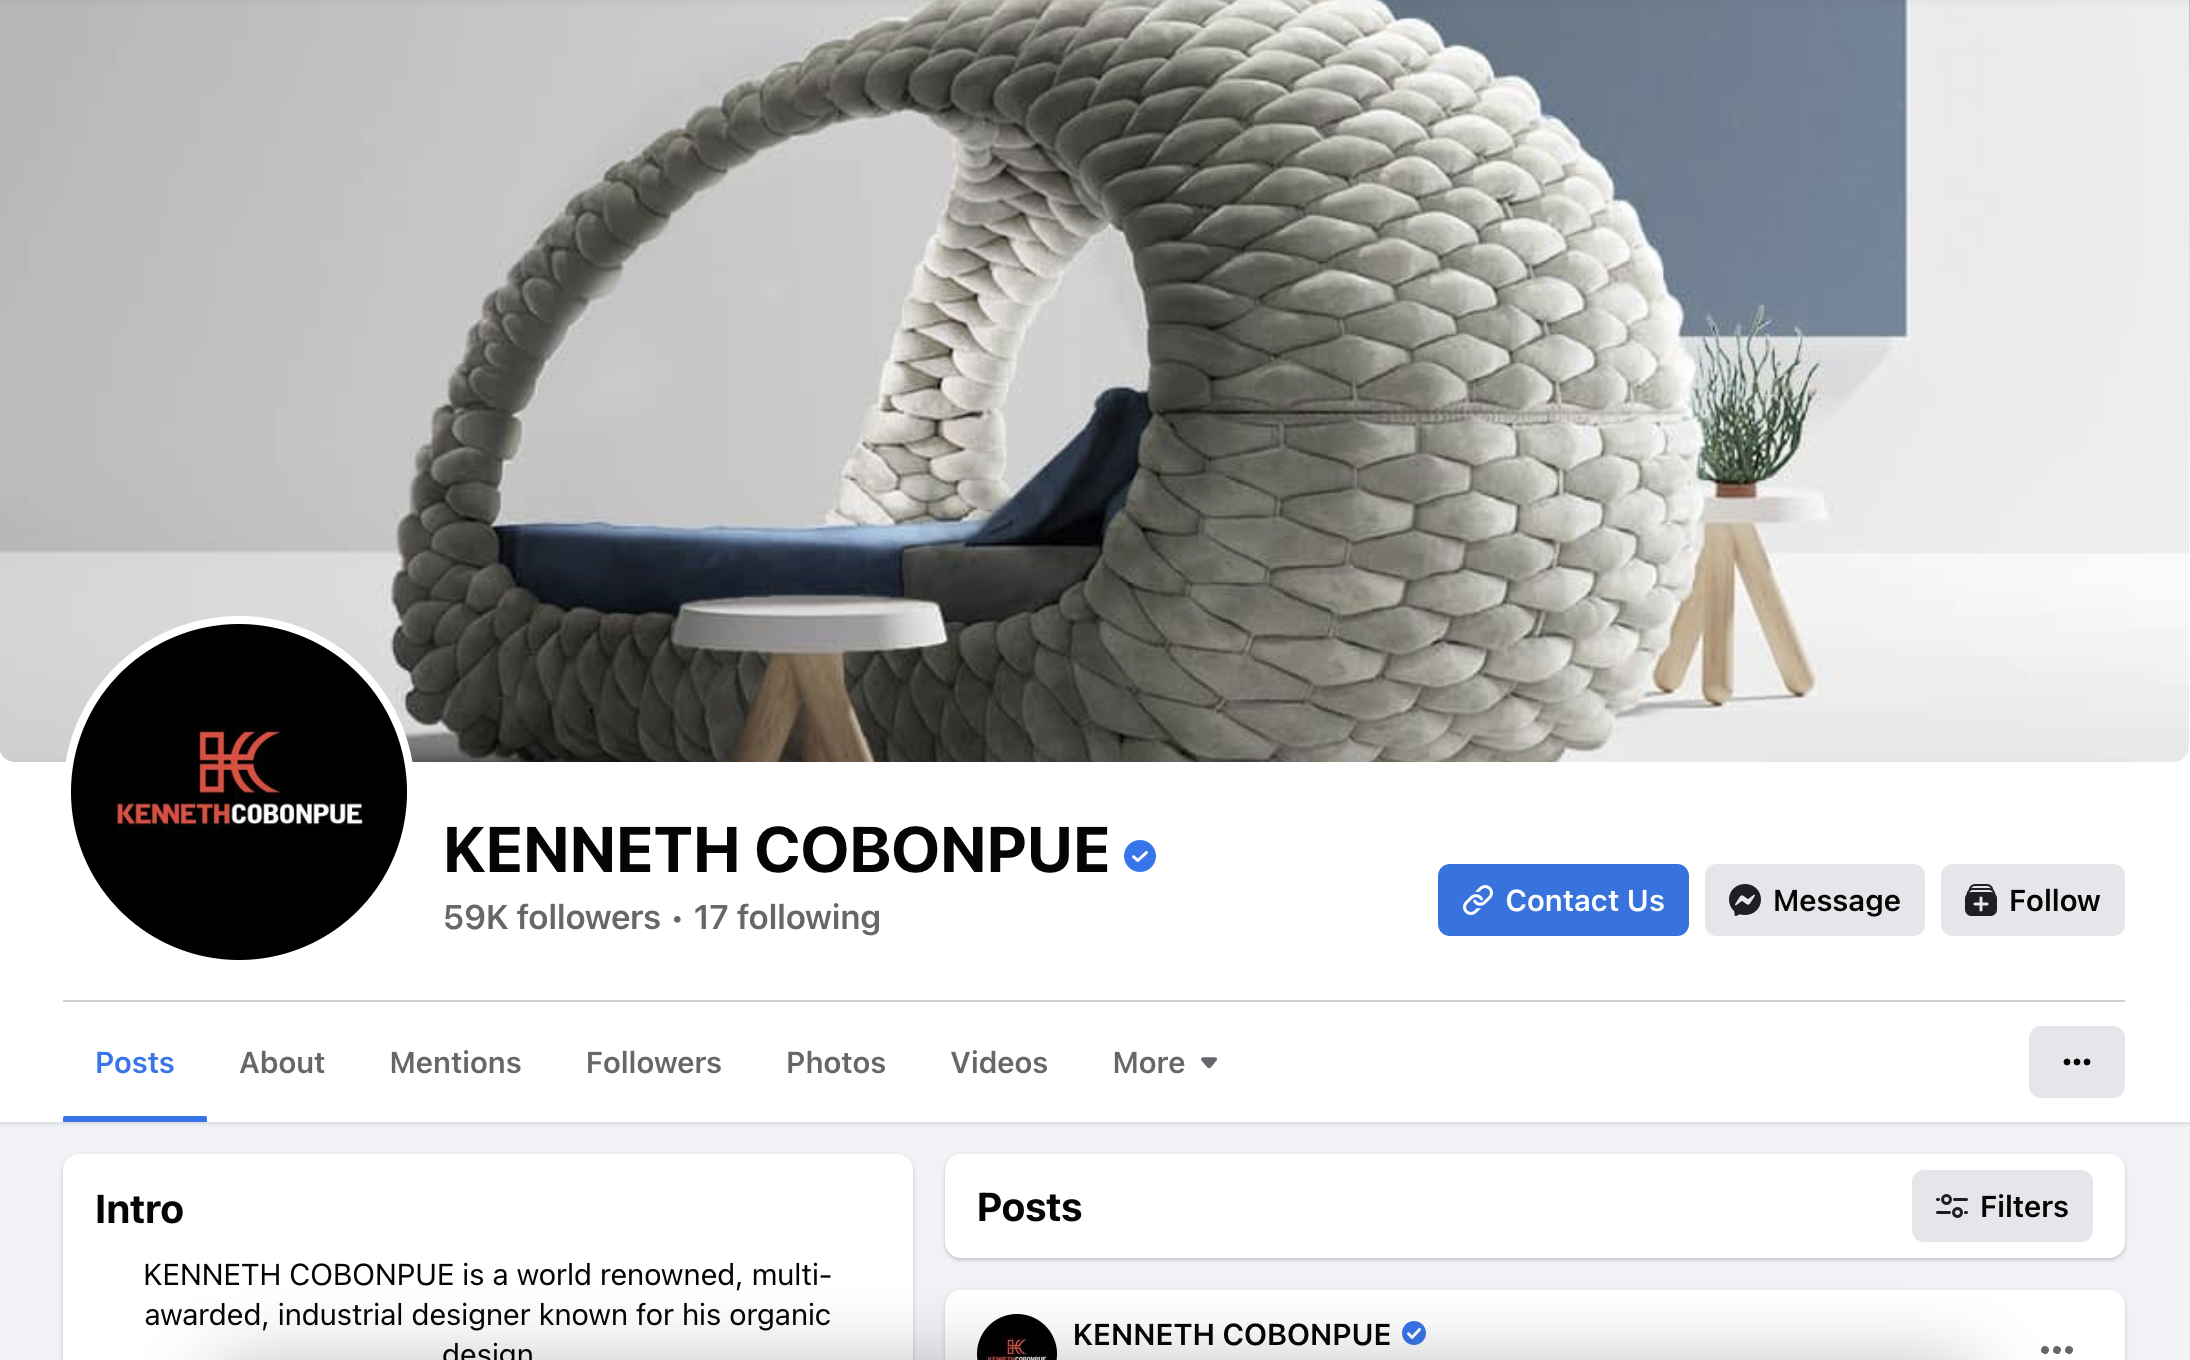 KENNETHCOBONPUE
KENNETH COBONPUE
59K followers · 17 following
Contact Us
Message
Follow
Posts
About
Mentions
Followers
Photos
Videos
More
Intro
KENNETH COBONPUE is a world renowned, multi-
awarded, industrial designer known for his organic
design
Posts
Filters
KENNETH COBONPUE